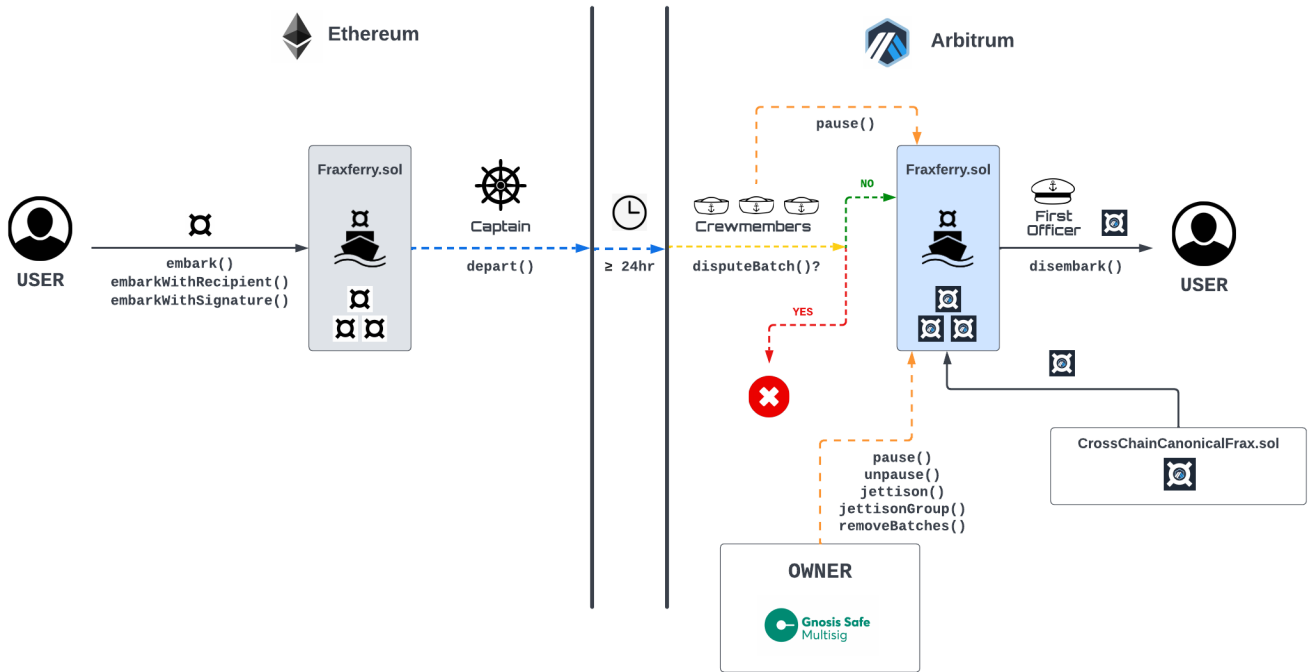 Ethereum
Arbitrum
pause()
Fraxferry.sol
Fraxferry.sol
NO
Captain
Crewmembers
First
Officer
embark()
embarkWithRecipient()
embarkWithSignature()
depart()
≥ 24hr
disputeBatch()?
disembark()
USER
USER
YES
CrossChainCanonicalFrax.sol
pause()
unpause()
jettison()
jettisonGroup()
removeBatches()
OWNER
Gnosis Safe
Multisig